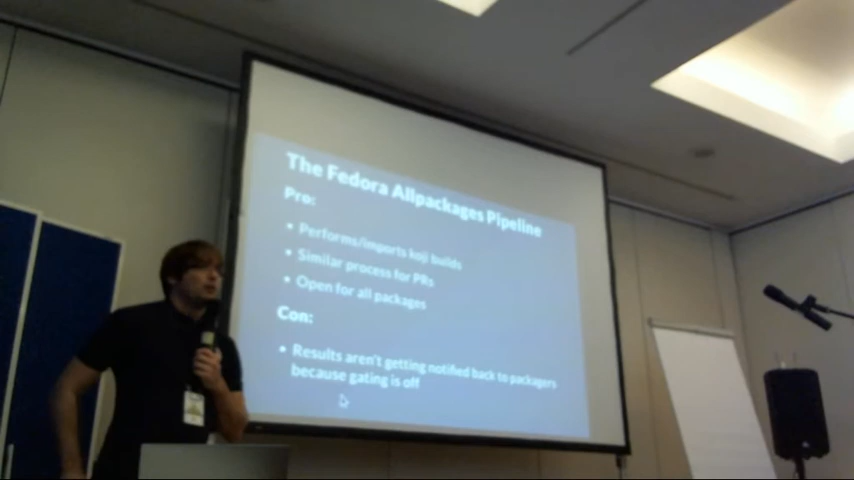 The Fedora Allpackages Pipeline
Pro:
• Performs/imports koji builds
• Similar process for PRs
• Open for all packages
Con:
• Results aren't getting notified back to packagers
because gating is off